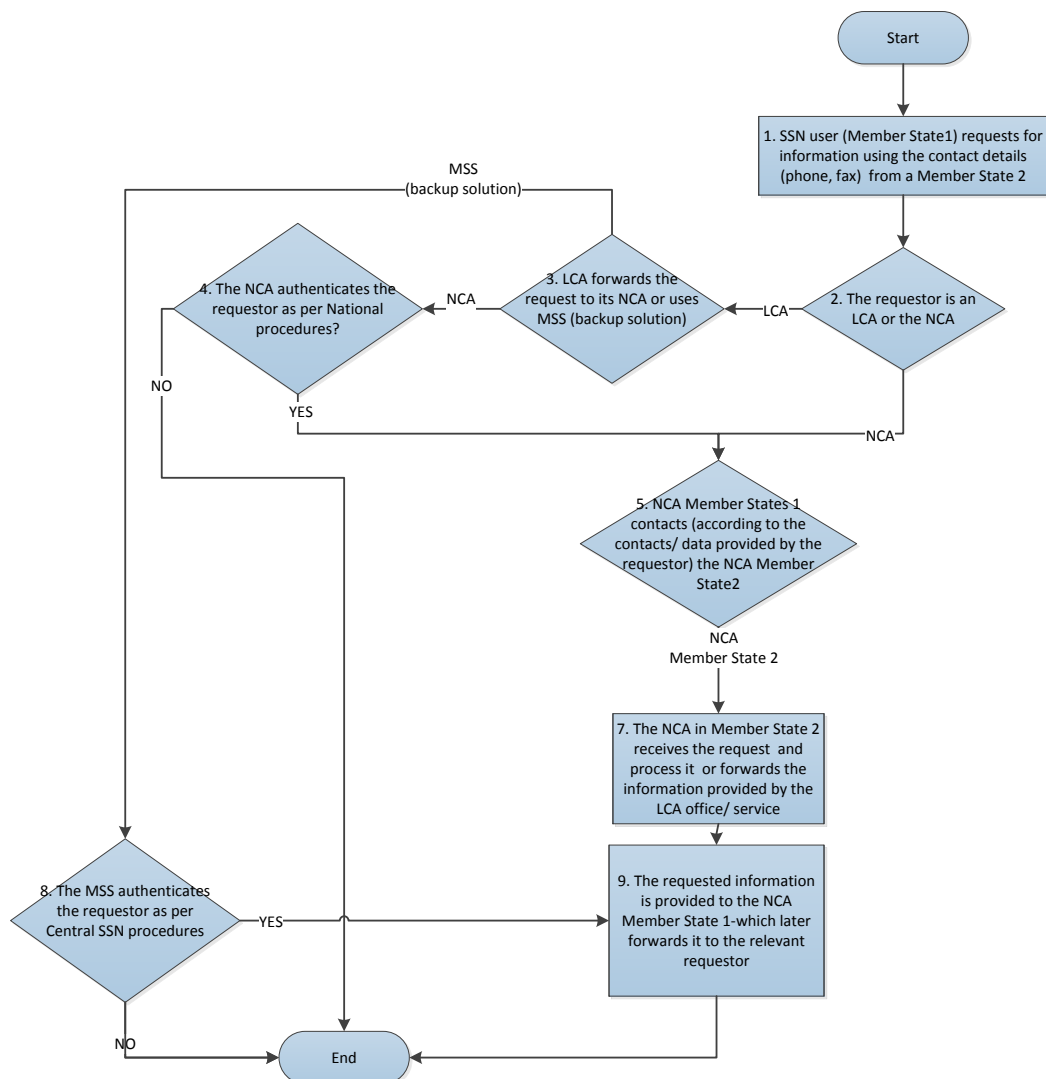 Start
1. SSN user (Member State1) requests for
information using the contact details
(phone, fax)  from a Member State 2
MSS
(backup solution)
4. The NCA authenticates the
requestor as per National
procedures?
NCA
3. LCA forwards the
request to its NCA or uses
MSS (backup solution)
LCA
2. The requestor is an
LCA or the NCA
NO
YES
NCA
5. NCA Member States 1
contacts (according to the
contacts/ data provided by the
requestor) the NCA Member
State2
NCA
Member State 2
7. The NCA in Member State 2
receives the request  and
process it  or forwards the
information provided by the
LCA office/ service
8. The MSS authenticates
the requestor as per
Central SSN procedures
YES
9. The requested information
is provided to the NCA
Member State 1-which later
forwards it to the relevant
requestor
NO
End